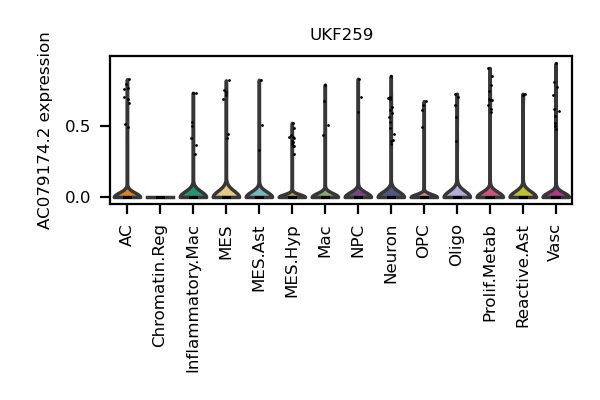 UKF259
AC079174.2 expression
0.5
0.0
AC
Chromatin.Reg
Inflammatory.Mac
MES
MES.Ast
MES.Hyp
Mac
NPC
Neuron
OPC
Oligo
Prolif.Metab
Reactive.Ast
Vasc